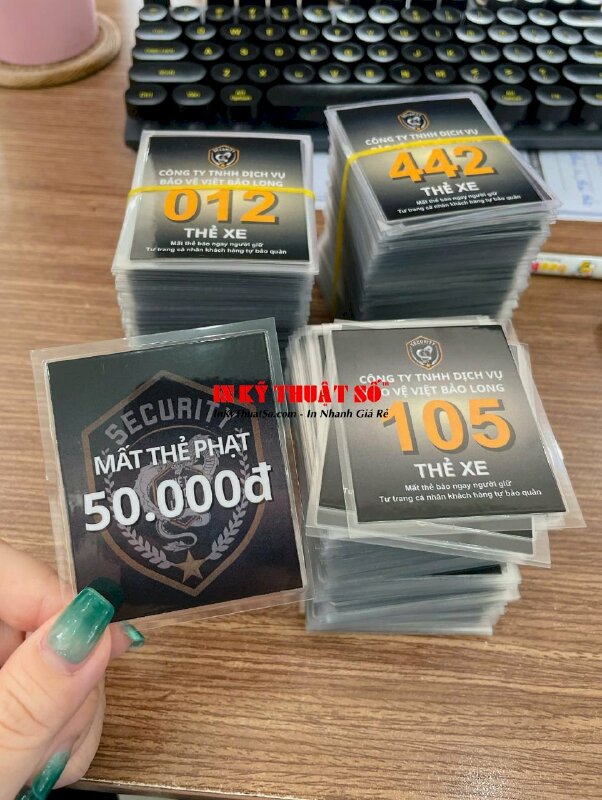 SECURITY
CÔNG TY TNHH DỊCH VỤ
BẢO VỆ VIỆT BẢO LONG
012
THẺ XE
Mất thẻ báo ngay người giữ
Tư trang cá nhân khách hàng tự bảo quản
SECURITY
CÔNG TY TNHH DỊCH VỤ
442
THẺ XE
Mất thẻ báo ngay người giữ
Tư trang cá nhân khách hàng tự bảo quản
SECURITY
MẤT THẺ PHẠT
50.000đ
SECURITY
CÔNG TY TNHH DỊCH VỤ
BẢO VỆ VIỆT BẢO LONG
105
THẺ XE
Mất thẻ báo ngay người giữ
Tư trang cá nhân khách hàng tự bảo quản
IN KỸ THUẬT SỐ™
InKyThuatSo.com - In Nhanh Giá Rẻ